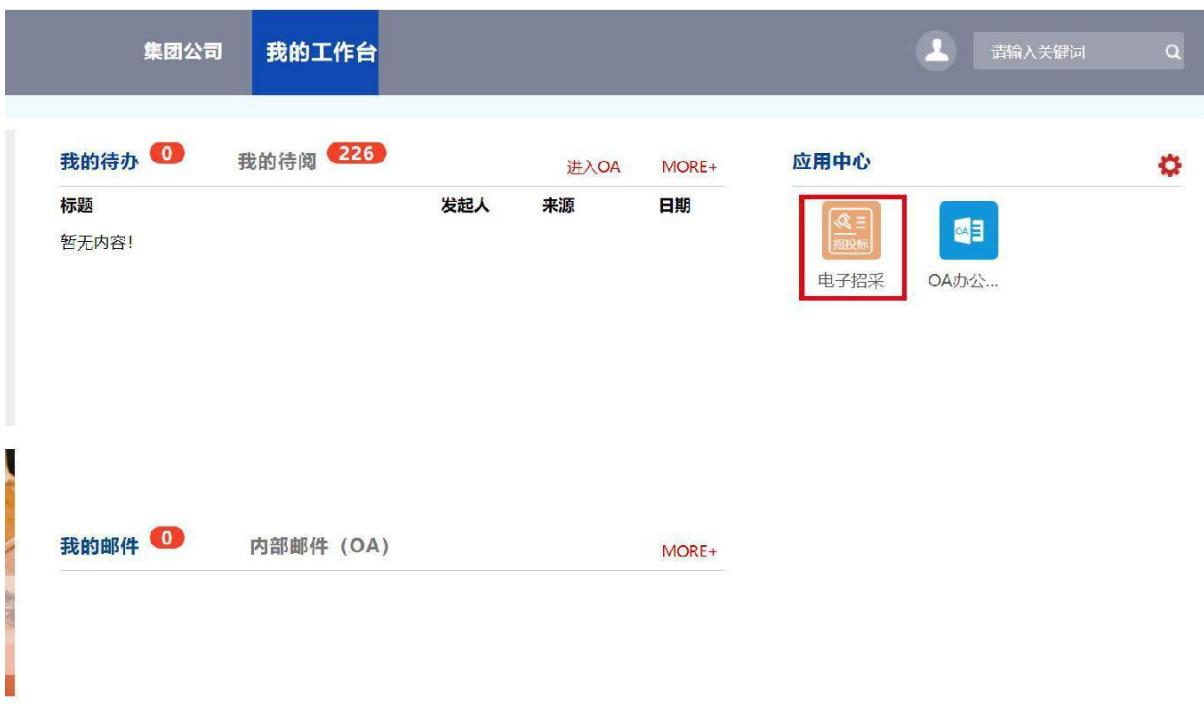 集团公司 我的工作台 请输入关键词
我的待办 0 我的待阅 226 进入OA MORE+
标题 发起人 来源 日期
暂无内容!
应用中心
招投标 OA
电子招采 OA办公...
我的邮件 0 内部邮件（OA） MORE+